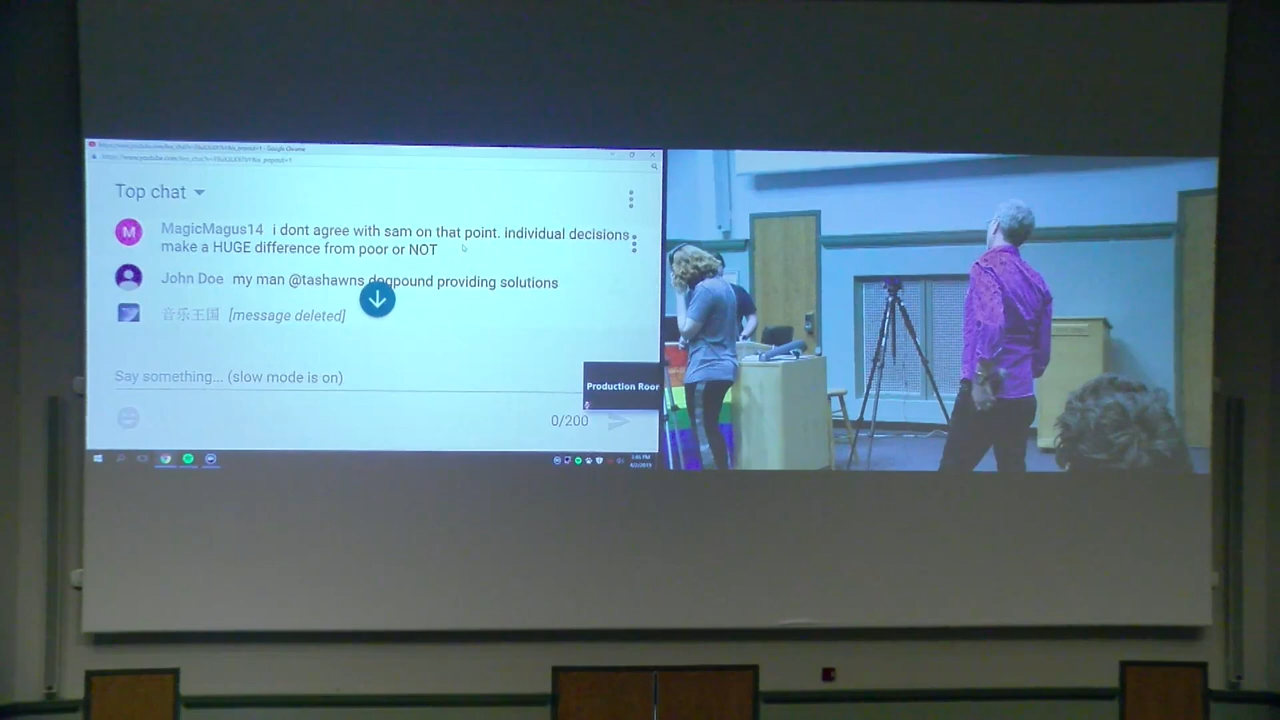 Top chat
MagicMagus14 i dont agree with sam on that point. individual decisions
make a HUGE difference from poor or NOT
John Doe my man @tashawns dogpound providing solutions
音乐王国 [message deleted]
Say something... (slow mode is on)
Production Roor
0/200